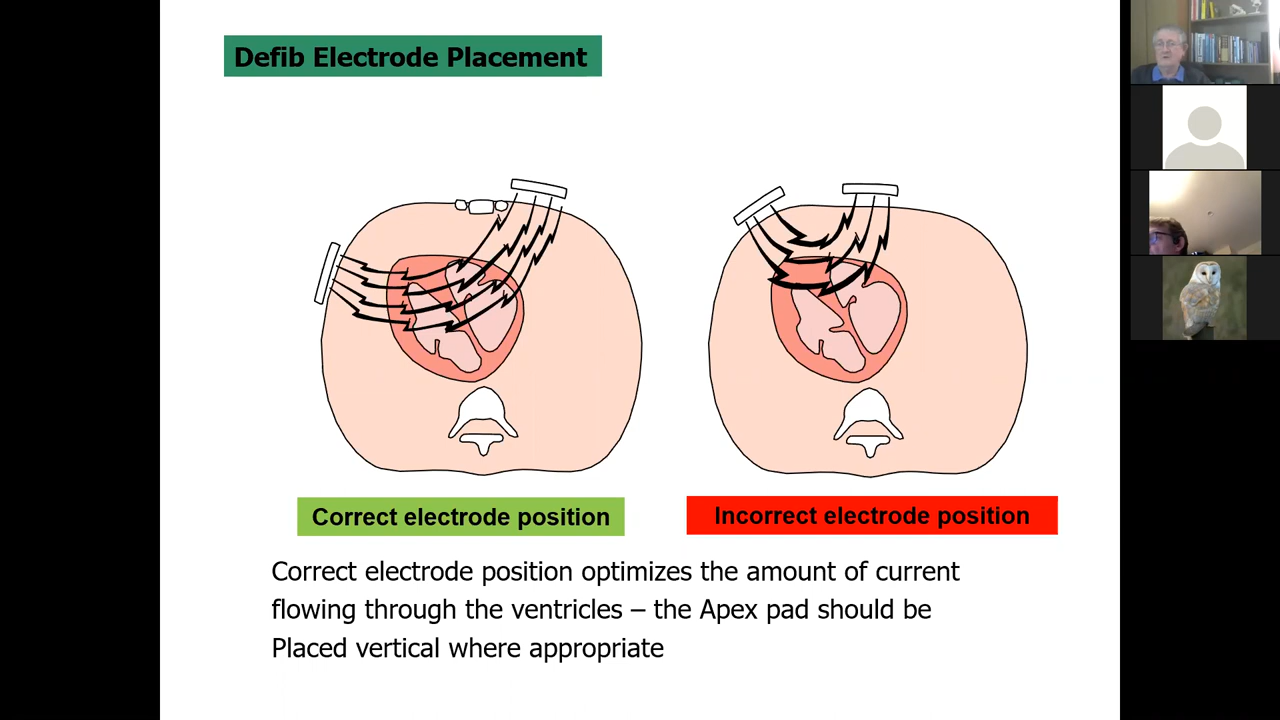 Defib Electrode Placement
Correct electrode position
Incorrect electrode position
Correct electrode position optimizes the amount of current
flowing through the ventricles – the Apex pad should be
Placed vertical where appropriate